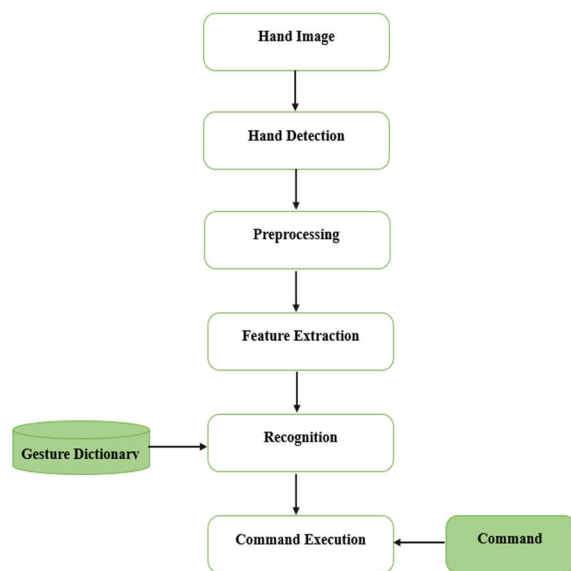 Hand Image
Hand Detection
Preprocessing
Feature Extraction
Recognition
Gesture Dictionary
Command Execution
Command